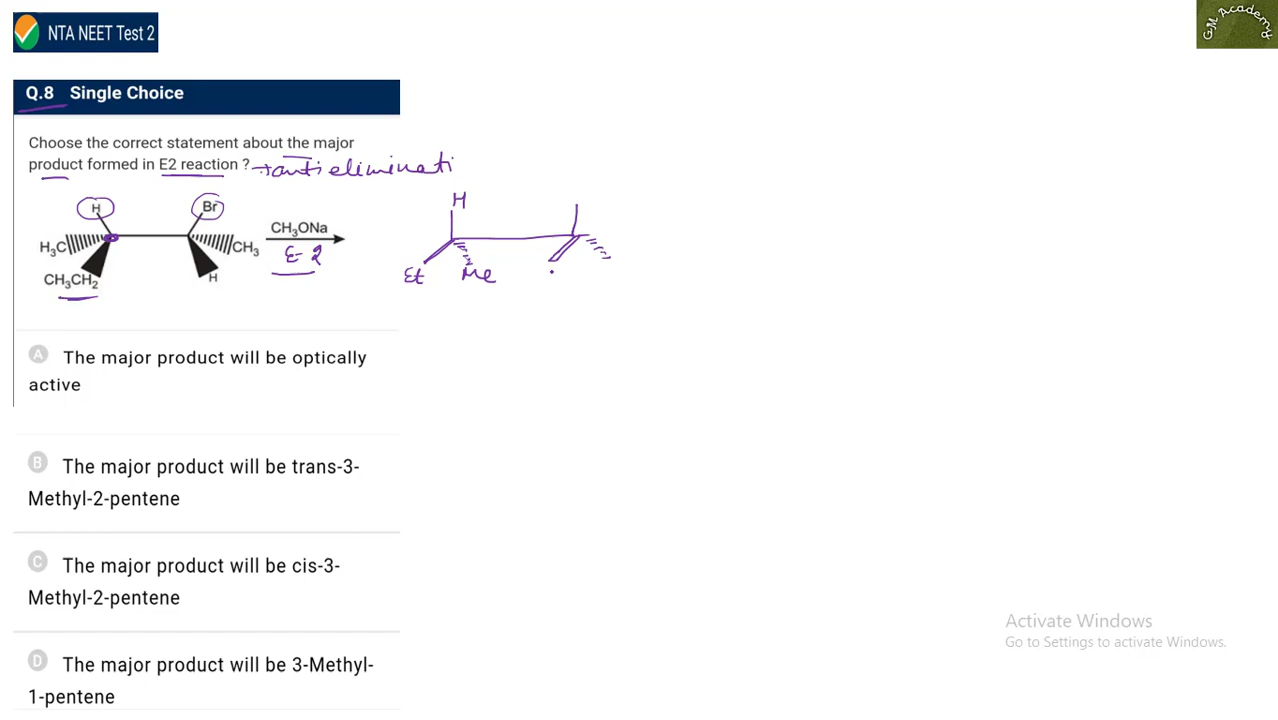 NTA NEET Test 2
GM Academy
Q.8 Single Choice
Choose the correct statement about the major
product formed in E2 reaction ? → anti eliminati
H Br H
H₃C CH₃ CH₃ONa
E-2
CH₃CH₂ H Et Me
A The major product will be optically
active
B The major product will be trans-3-
Methyl-2-pentene
C The major product will be cis-3-
Methyl-2-pentene
D The major product will be 3-Methyl-
1-pentene
Activate Windows
Go to Settings to activate Windows.